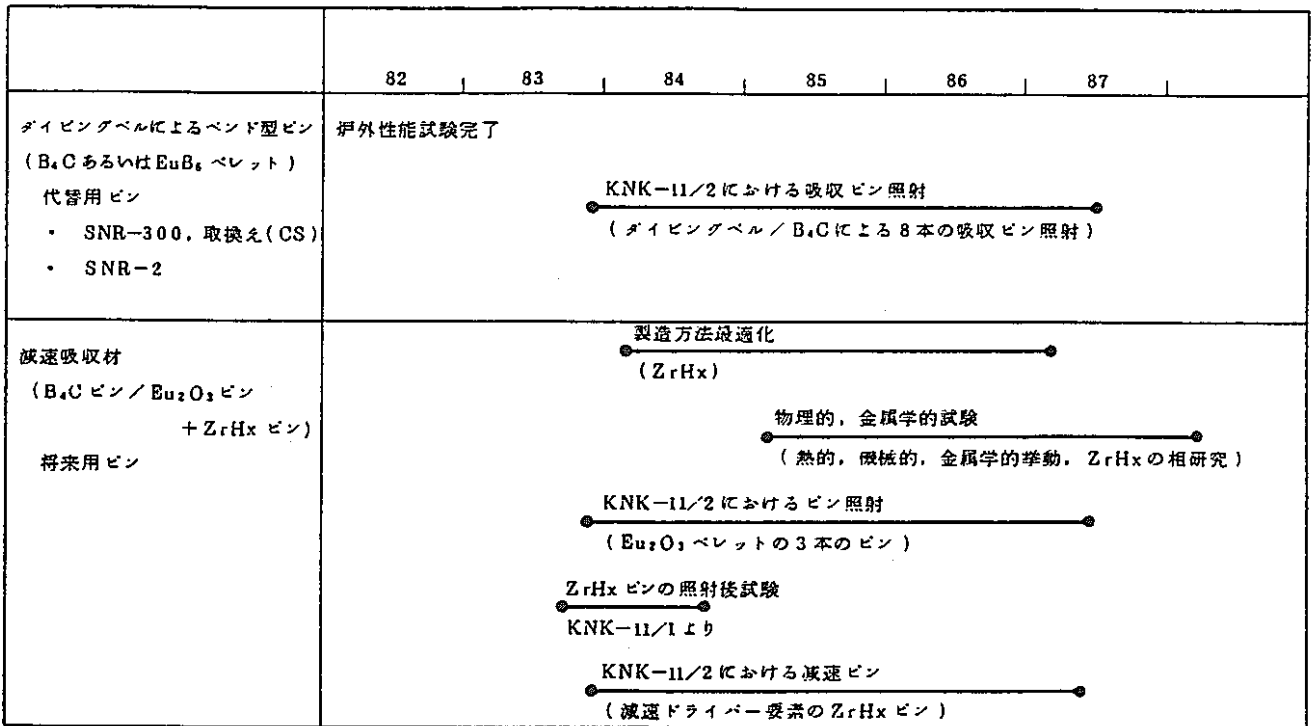 82 83 84 85 86 87
ダイビングベルによるベンド型ピン
(B₄CあるいはEuB₆ペレット)
代替用ピン
・ SNR-300,取換え(CS)
・ SNR-2
炉外性能試験完了
KNK-11/2における吸収ピン照射
(ダイビングベル/B₄Cによる8本の吸収ピン照射)
減速吸収材
(B₄Cピン/Eu₂O₃ピン
+ZrHxピン)
将来用ピン
製造方法最適化
(ZrHx)
物理的,金属学的試験
(熱的,機械的,金属学的挙動,ZrHxの相研究)
KNK-11/2におけるピン照射
(Eu₂O₃ペレットの3本のピン)
ZrHxピンの照射後試験
KNK-11/1より
KNK-11/2における減速ピン
(減速ドライバー要素のZrHxピン)